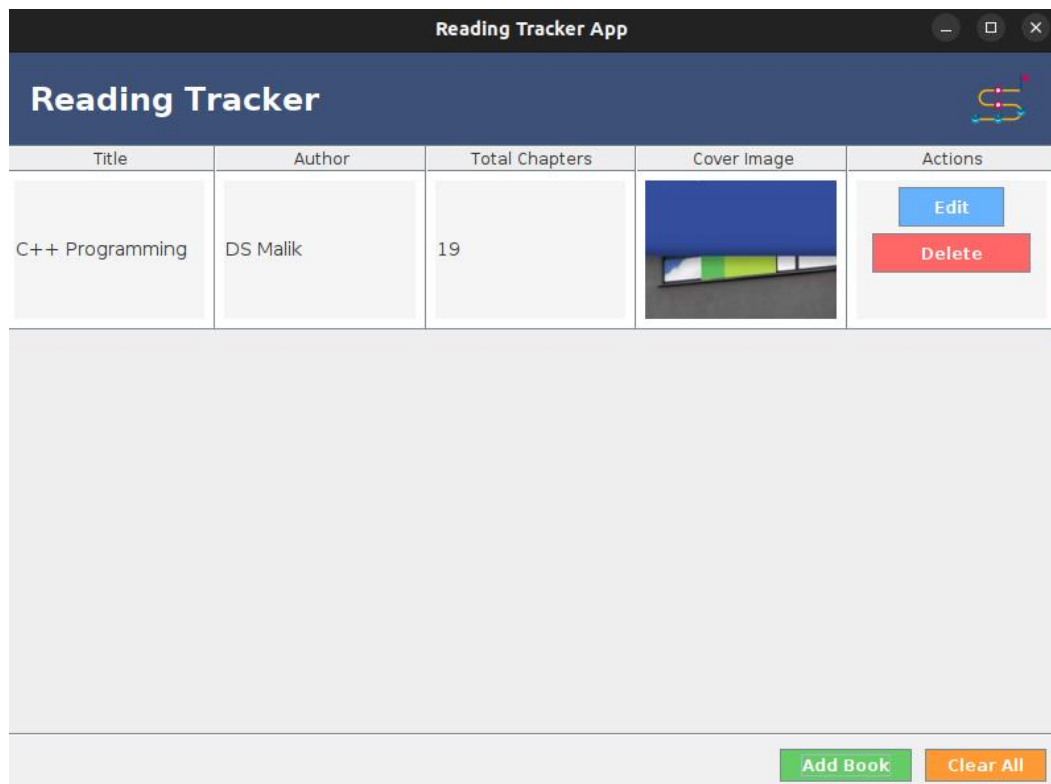 Reading Tracker App
Reading Tracker
Title Author Total Chapters Cover Image Actions
C++ Programming DS Malik 19 Edit
Delete
Add Book Clear All